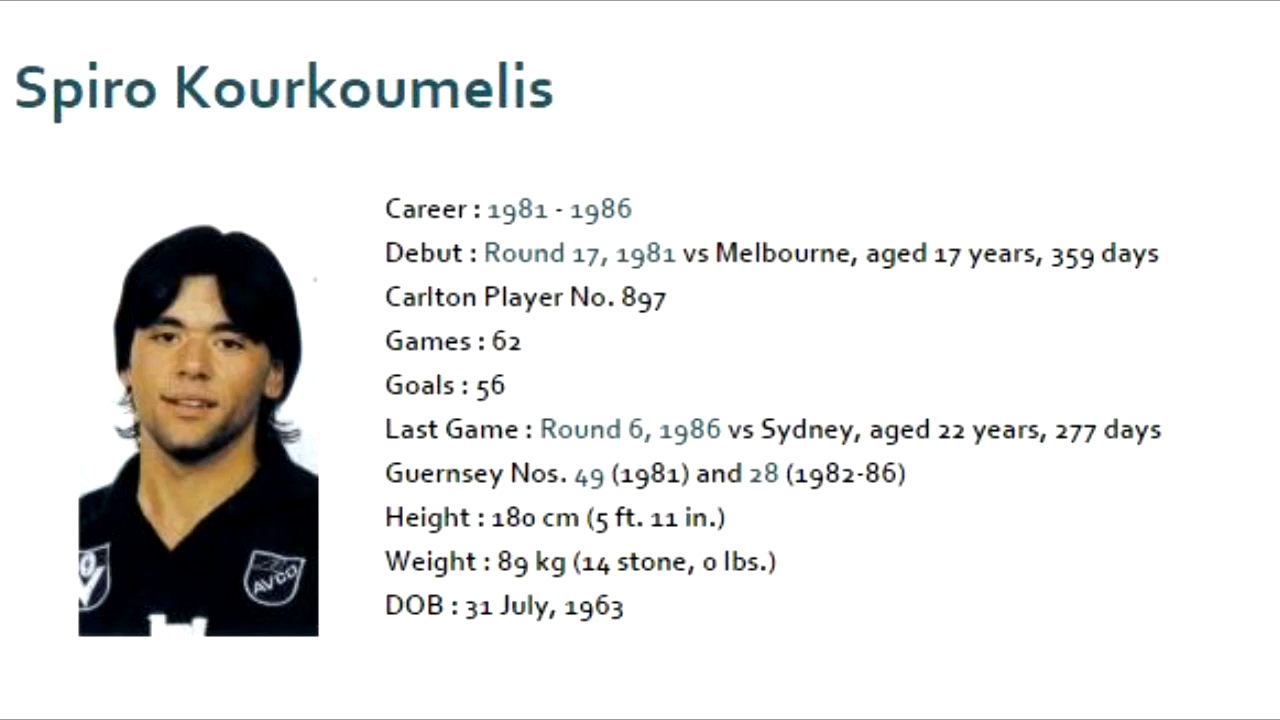 Spiro Kourkoumelis
Career : 1981 - 1986
Debut : Round 17, 1981 vs Melbourne, aged 17 years, 359 days
Carlton Player No. 897
Games : 62
Goals : 56
Last Game : Round 6, 1986 vs Sydney, aged 22 years, 277 days
Guernsey Nos. 49 (1981) and 28 (1982-86)
Height : 180 cm (5 ft. 11 in.)
Weight : 89 kg (14 stone, 0 lbs.)
DOB : 31 July, 1963
AVCO